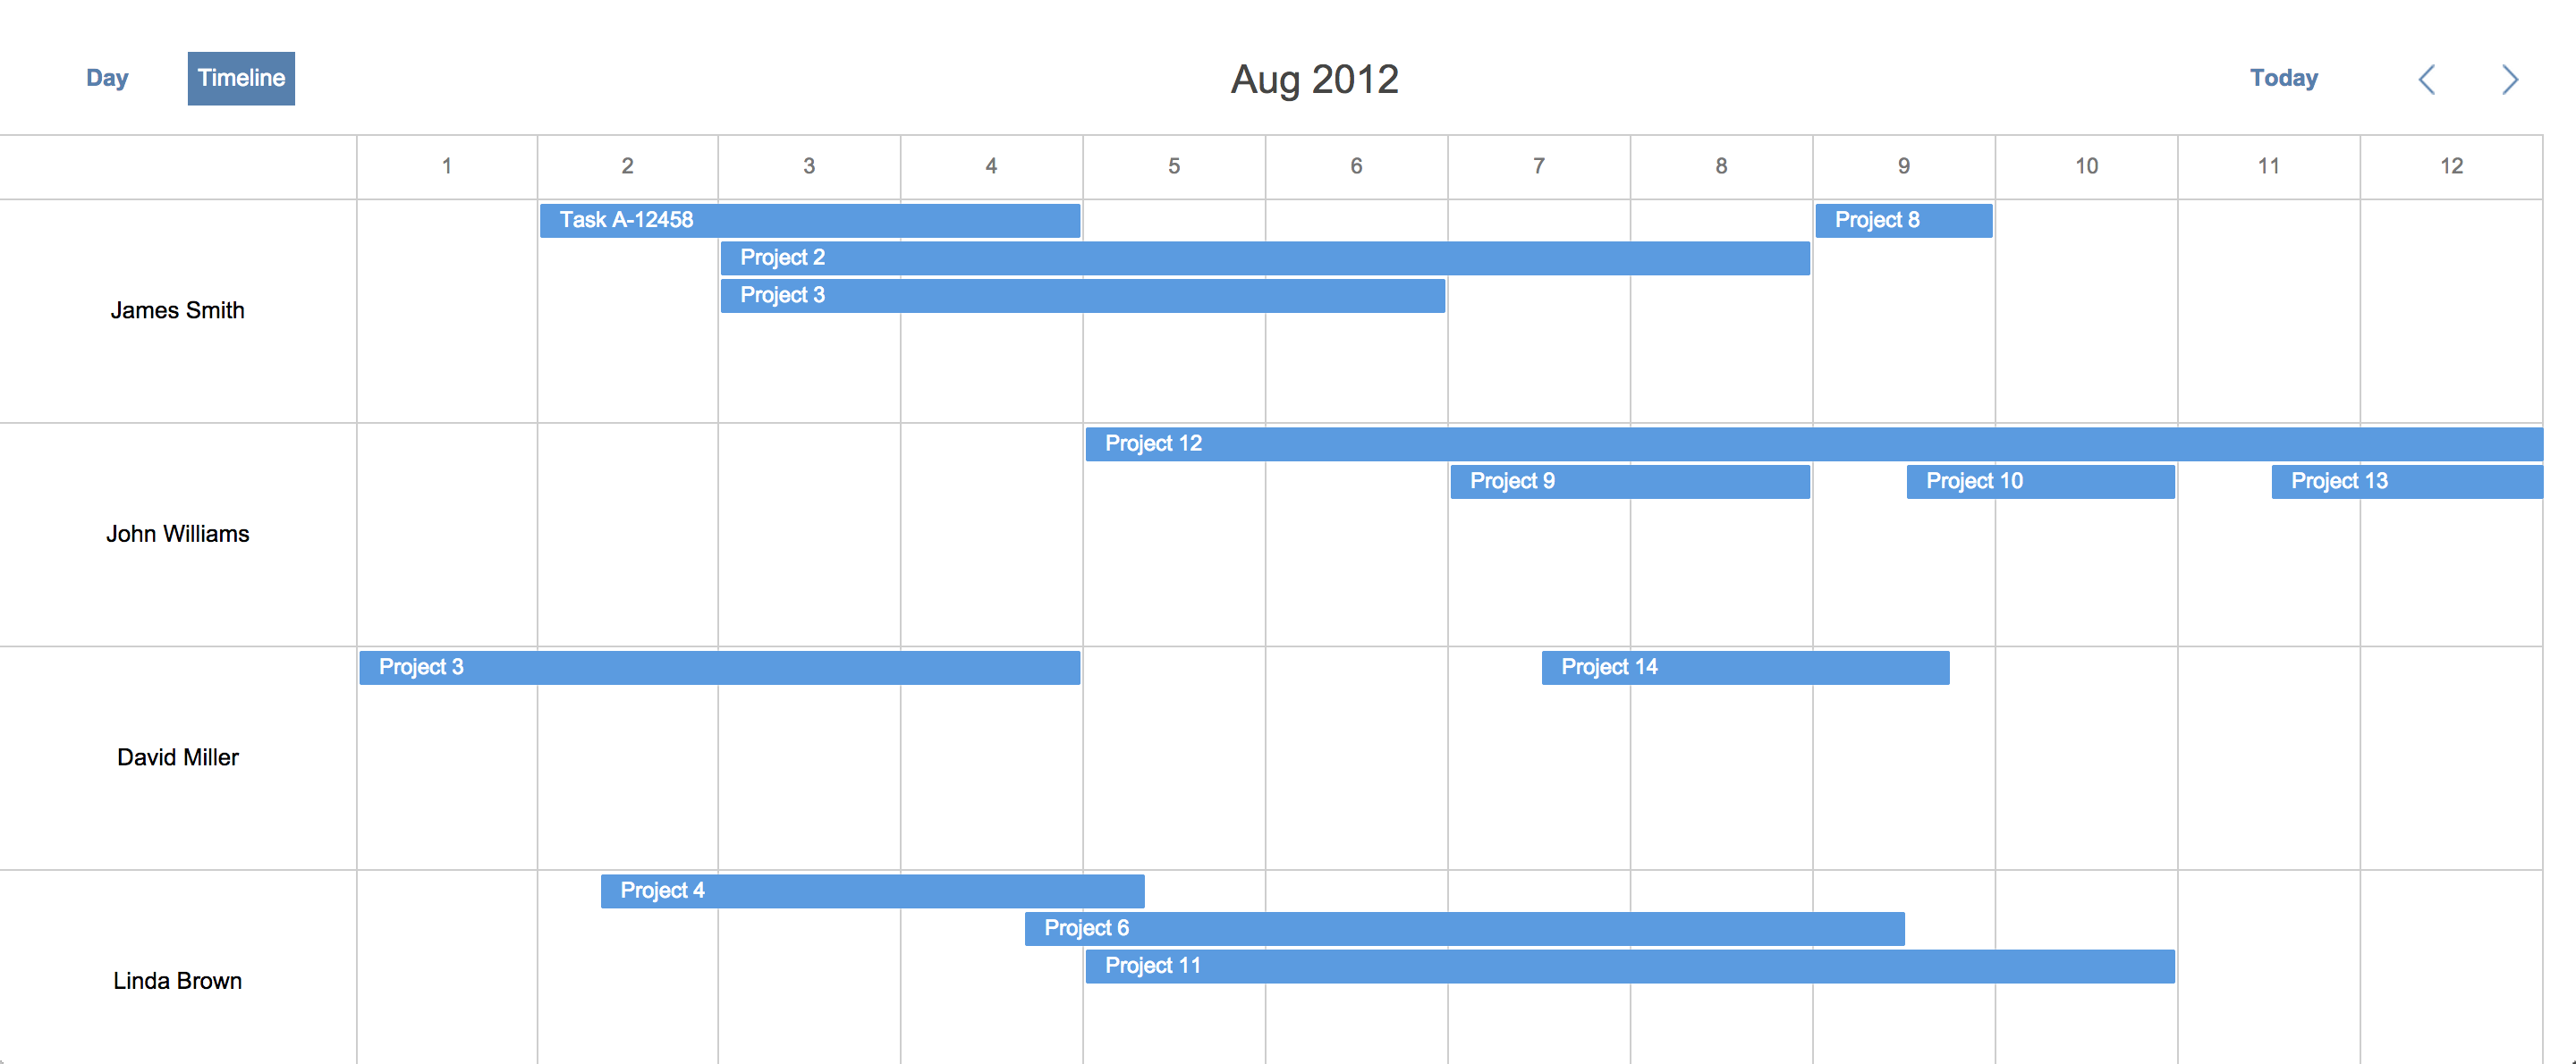 Day Timeline Aug 2012 Today
1 2 3 4 5 6 7 8 9 10 11 12
Task A-12458 Project 8
Project 2
Project 3
James Smith
Project 12
Project 9 Project 10 Project 13
John Williams
Project 3 Project 14
David Miller
Project 4
Project 6
Project 11
Linda Brown